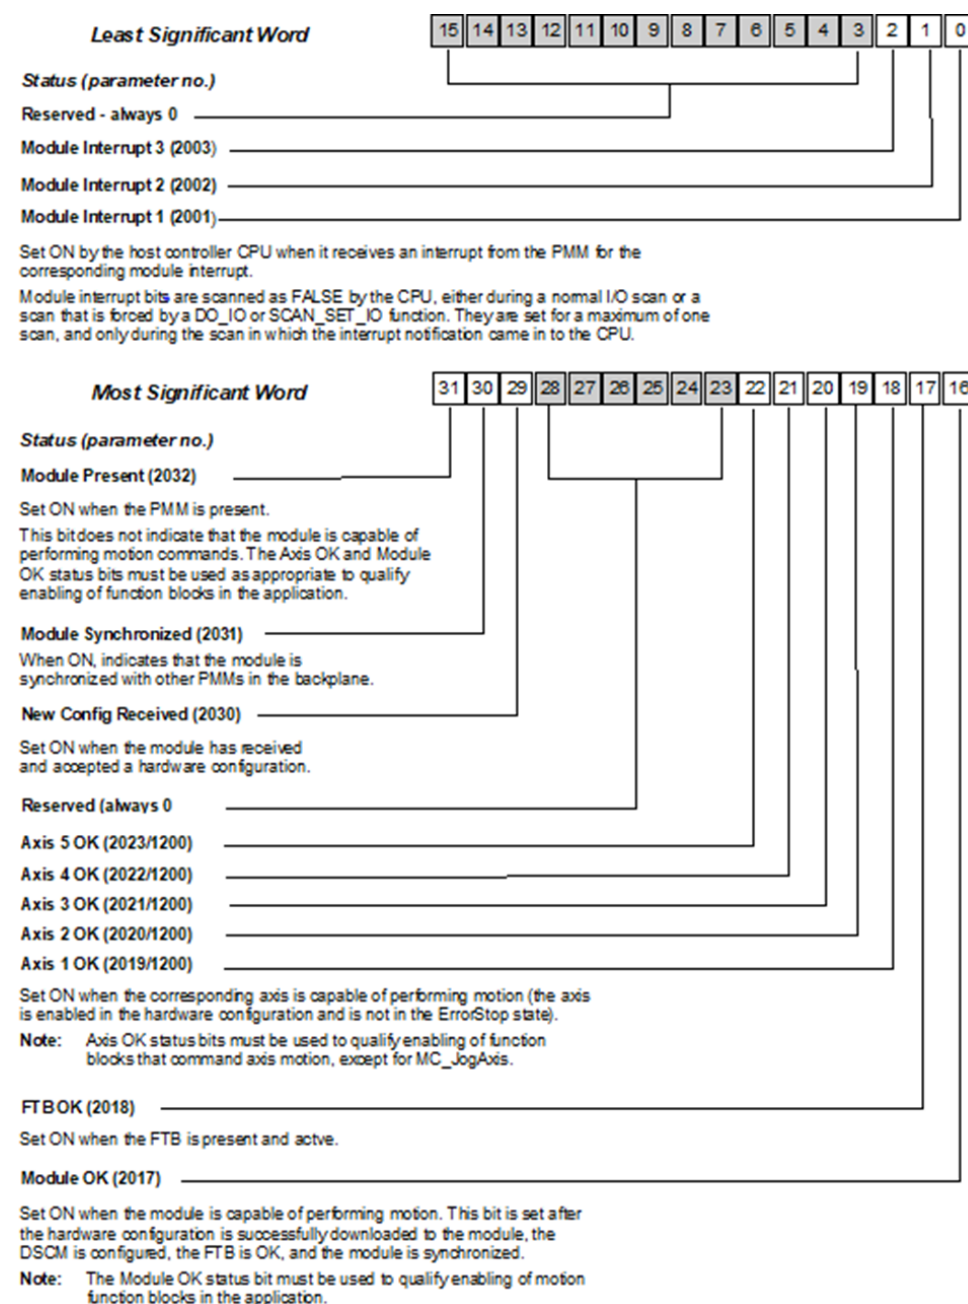 Least Significant Word
15 14 13 12 11 10 9 8 7 6 5 4 3 2 1 0
Status (parameter no.)
Reserved - always 0
Module Interrupt 3 (2003)
Module Interrupt 2 (2002)
Module Interrupt 1 (2001)
Set ON by the host controller CPU when it receives an interrupt from the PMM for the
corresponding module interrupt.
Module interrupt bits are scanned as FALSE by the CPU, either during a normal I/O scan or a
scan that is forced by a DO_IO or SCAN_SET_IO function. They are set for a maximum of one
scan, and only during the scan in which the interrupt notification came in to the CPU.
Most Significant Word
31 30 29 28 27 26 25 24 23 22 21 20 19 18 17 16
Status (parameter no.)
Module Present (2032)
Set ON when the PMM is present.
This bit does not indicate that the module is capable of
performing motion commands. The Axis OK and Module
OK status bits must be used as appropriate to qualify
enabling of function blocks in the application.
Module Synchronized (2031)
When ON, indicates that the module is
synchronized with other PMMs in the backplane.
New Config Received (2030)
Set ON when the module has received
and accepted a hardware configuration.
Reserved (always 0
Axis 5 OK (2023/1200)
Axis 4 OK (2022/1200)
Axis 3 OK (2021/1200)
Axis 2 OK (2020/1200)
Axis 1 OK (2019/1200)
Set ON when the corresponding axis is capable of performing motion (the axis
is enabled in the hardware configuration and is not in the ErrorStop state).
Note: Axis OK status bits must be used to qualify enabling of function
blocks that command axis motion, except for MC_JogAxis.
FTB OK (2018)
Set ON when the FTB is present and actve.
Module OK (2017)
Set ON when the module is capable of performing motion. This bit is set after
the hardware configuration is successfully downloaded to the module, the
DSCM is configured, the FTB is OK, and the module is synchronized.
Note: The Module OK status bit must be used to qualify enabling of motion
function blocks in the application.